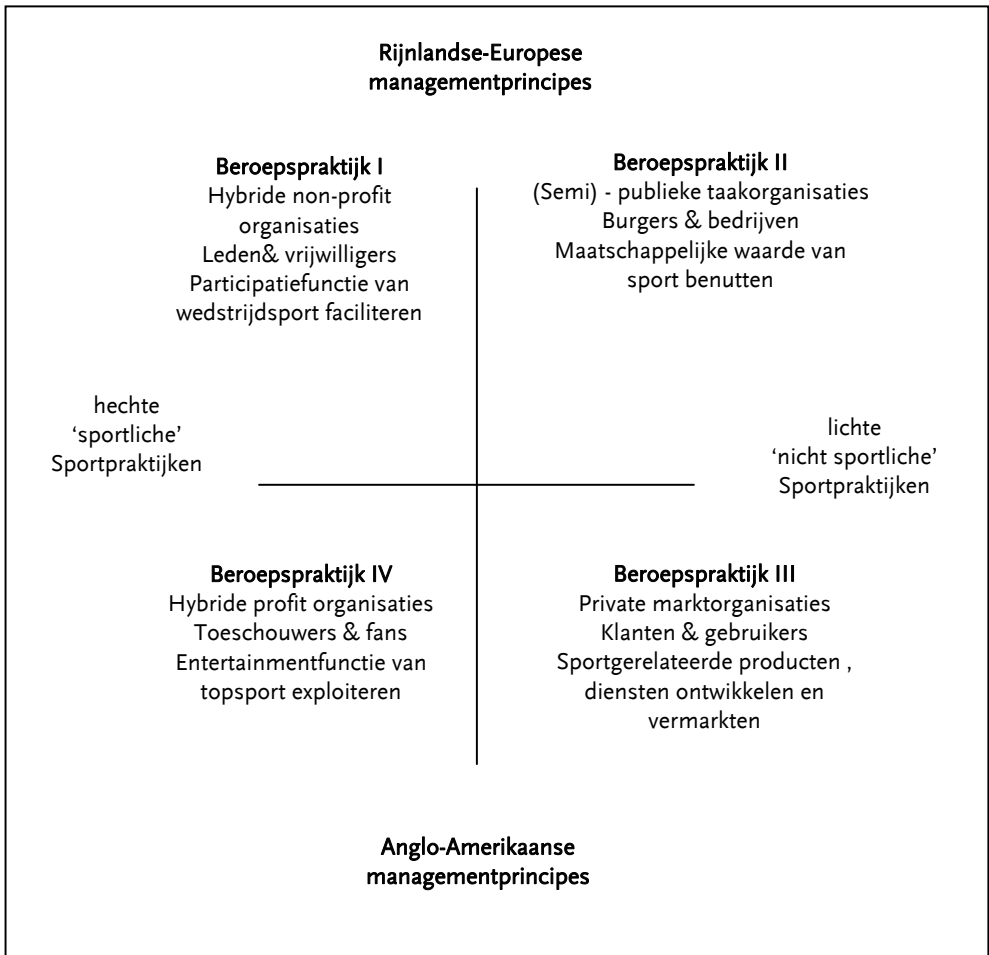 Rijnlandse-Europese
managementprincipes
Beroepspraktijk I
Hybride non-profit
organisaties
Leden& vrijwilligers
Participatiefunctie van
wedstrijdsport faciliteren
Beroepspraktijk II
(Semi) - publieke taakorganisaties
Burgers & bedrijven
Maatschappelijke waarde van
sport benutten
hechte
‘sportliche’
Sportpraktijken
lichte
‘nicht sportliche’
Sportpraktijken
Beroepspraktijk IV
Hybride profit organisaties
Toeschouwers & fans
Entertainmentfunctie van
topsport exploiteren
Beroepspraktijk III
Private marktorganisaties
Klanten & gebruikers
Sportgerelateerde producten ,
diensten ontwikkelen en
vermarkten
Anglo-Amerikaanse
managementprincipes